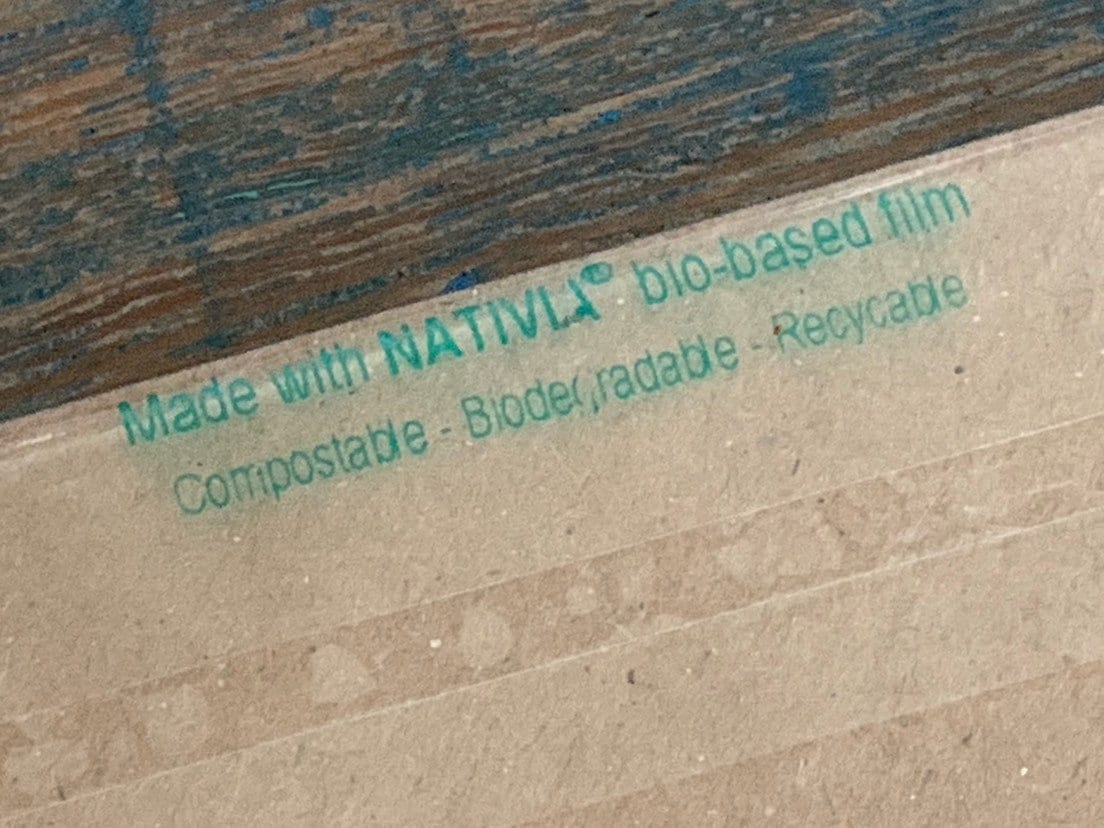 Made with NATIVIA® bio-based film
Compostable - Biodegradable - Recycable